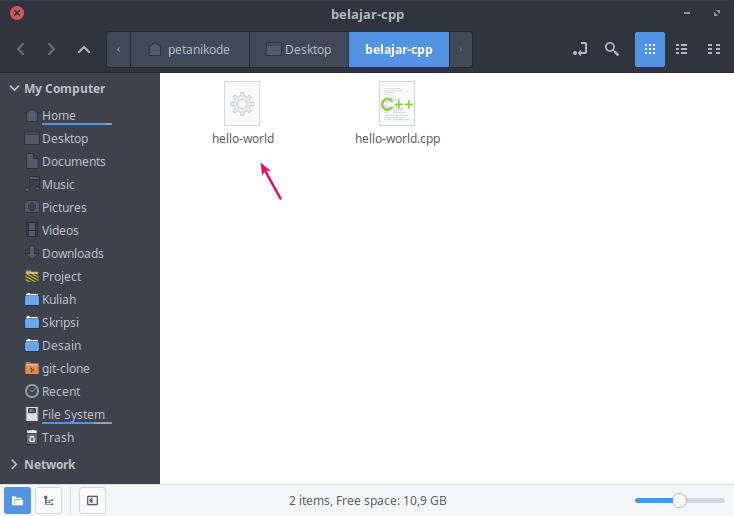 belajar-cpp
petanikode
Desktop
belajar-cpp
My Computer
Home
Desktop
Documents
Music
Pictures
Videos
Downloads
Project
Kuliah
Skripsi
Desain
git-clone
Recent
File System
Trash
Network
C++
hello-world
hello-world.cpp
2 items, Free space: 10,9 GB